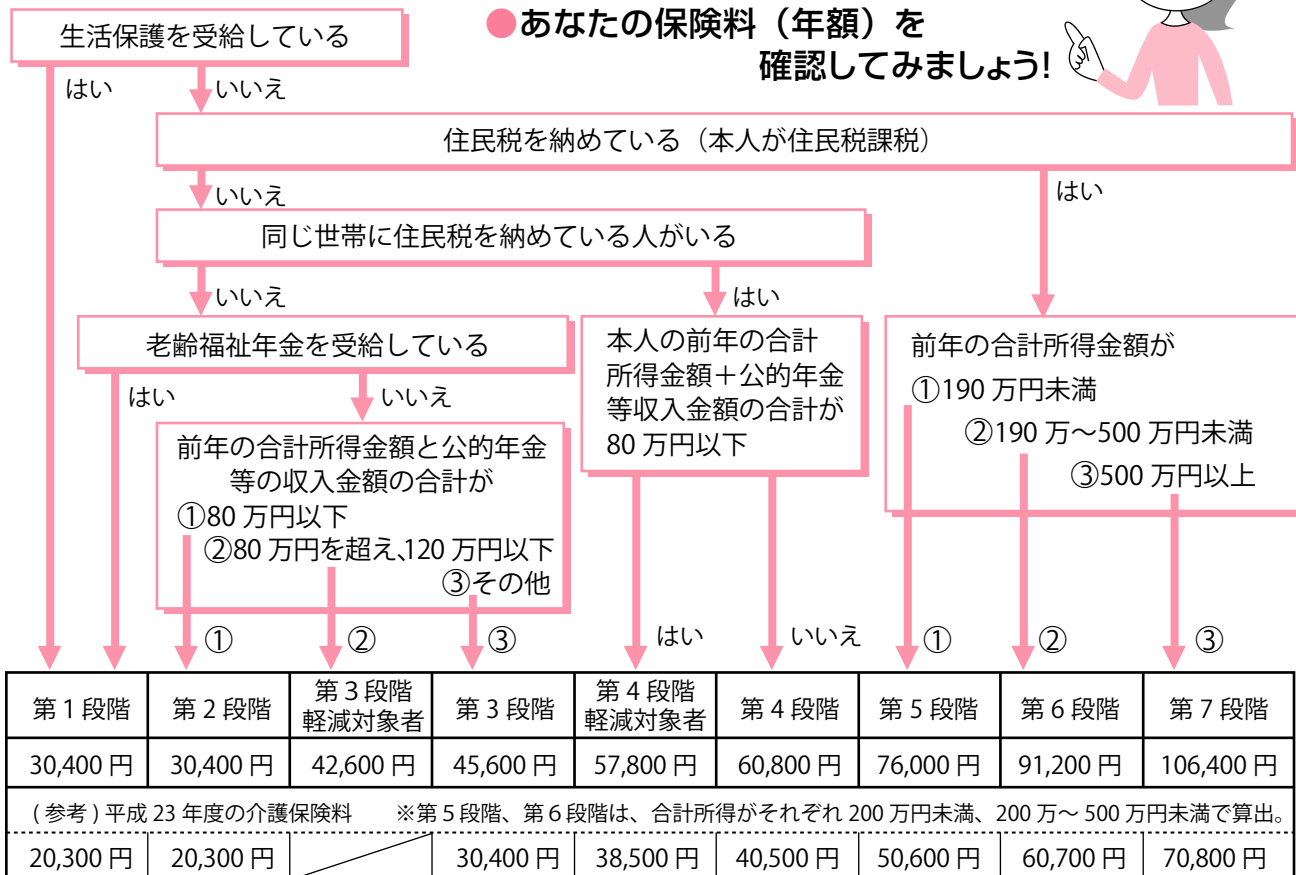 ●あなたの保険料（年額）を
確認してみましょう!
生活保護を受給している
はい
いいえ
住民税を納めている（本人が住民税課税）
いいえ
はい
同じ世帯に住民税を納めている人がいる
いいえ
はい
老齢福祉年金を受給している
はい
いいえ
前年の合計所得金額と公的年金
等の収入金額の合計が
①80 万円以下
②80 万円を超え、120 万円以下
③その他
本人の前年の合計
所得金額＋公的年金
等収入金額の合計が
80 万円以下
前年の合計所得金額が
①190 万円未満
②190 万～500 万円未満
③500 万円以上
① ② ③ はい いいえ ① ② ③
第 1 段階 第 2 段階 第 3 段階 軽減対象者 第 3 段階 第 4 段階 軽減対象者 第 4 段階 第 5 段階 第 6 段階 第 7 段階
30,400 円 30,400 円 42,600 円 45,600 円 57,800 円 60,800 円 76,000 円 91,200 円 106,400 円
( 参考 ) 平成 23 年度の介護保険料 ※第 5 段階、第 6 段階は、合計所得がそれぞれ 200 万円未満、200 万～ 500 万円未満で算出。
20,300 円 20,300 円 30,400 円 38,500 円 40,500 円 50,600 円 60,700 円 70,800 円